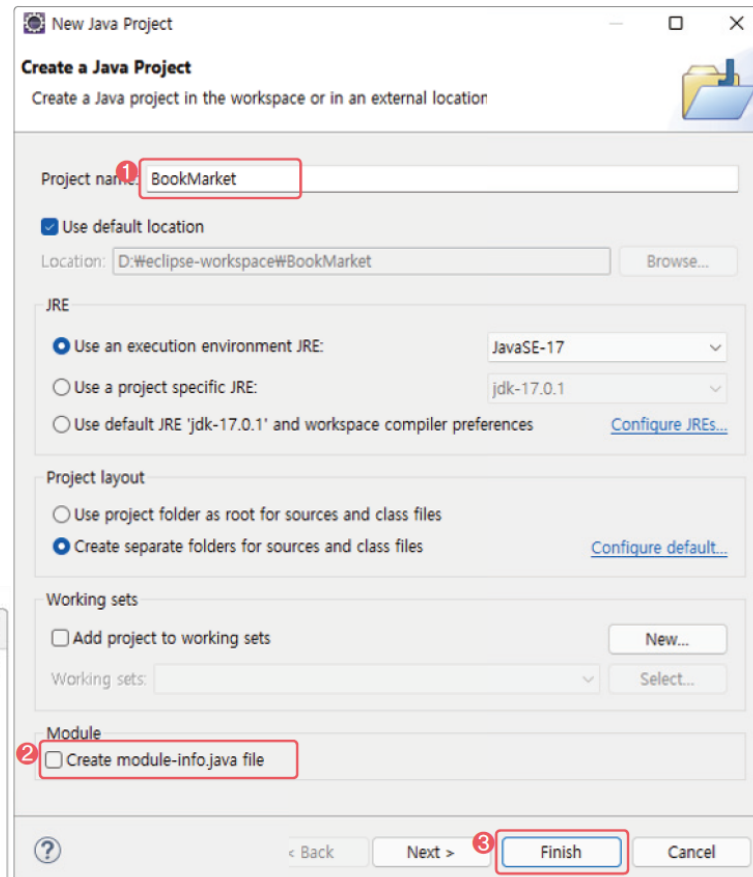 New Java Project
Create a Java Project
Create a Java project in the workspace or in an external location
❶
Project name: BookMarket
Use default location
Location: D:₩eclipse-workspace₩BookMarket Browse...
JRE
Use an execution environment JRE: JavaSE-17
Use a project specific JRE: jdk-17.0.1
Use default JRE 'jdk-17.0.1' and workspace compiler preferences Configure JREs...
Project layout
Use project folder as root for sources and class files
Create separate folders for sources and class files Configure default...
Working sets
Add project to working sets New...
Working sets: Select...
Module
❷ Create module-info.java file
? < Back Next > ❸ Finish Cancel